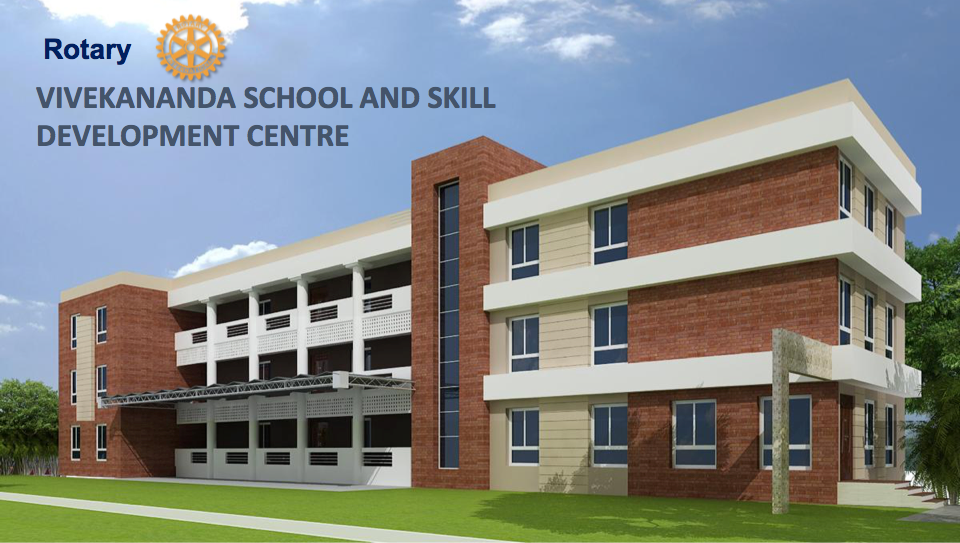 Rotary
VIVEKANANDA SCHOOL AND SKILL
DEVELOPMENT CENTRE